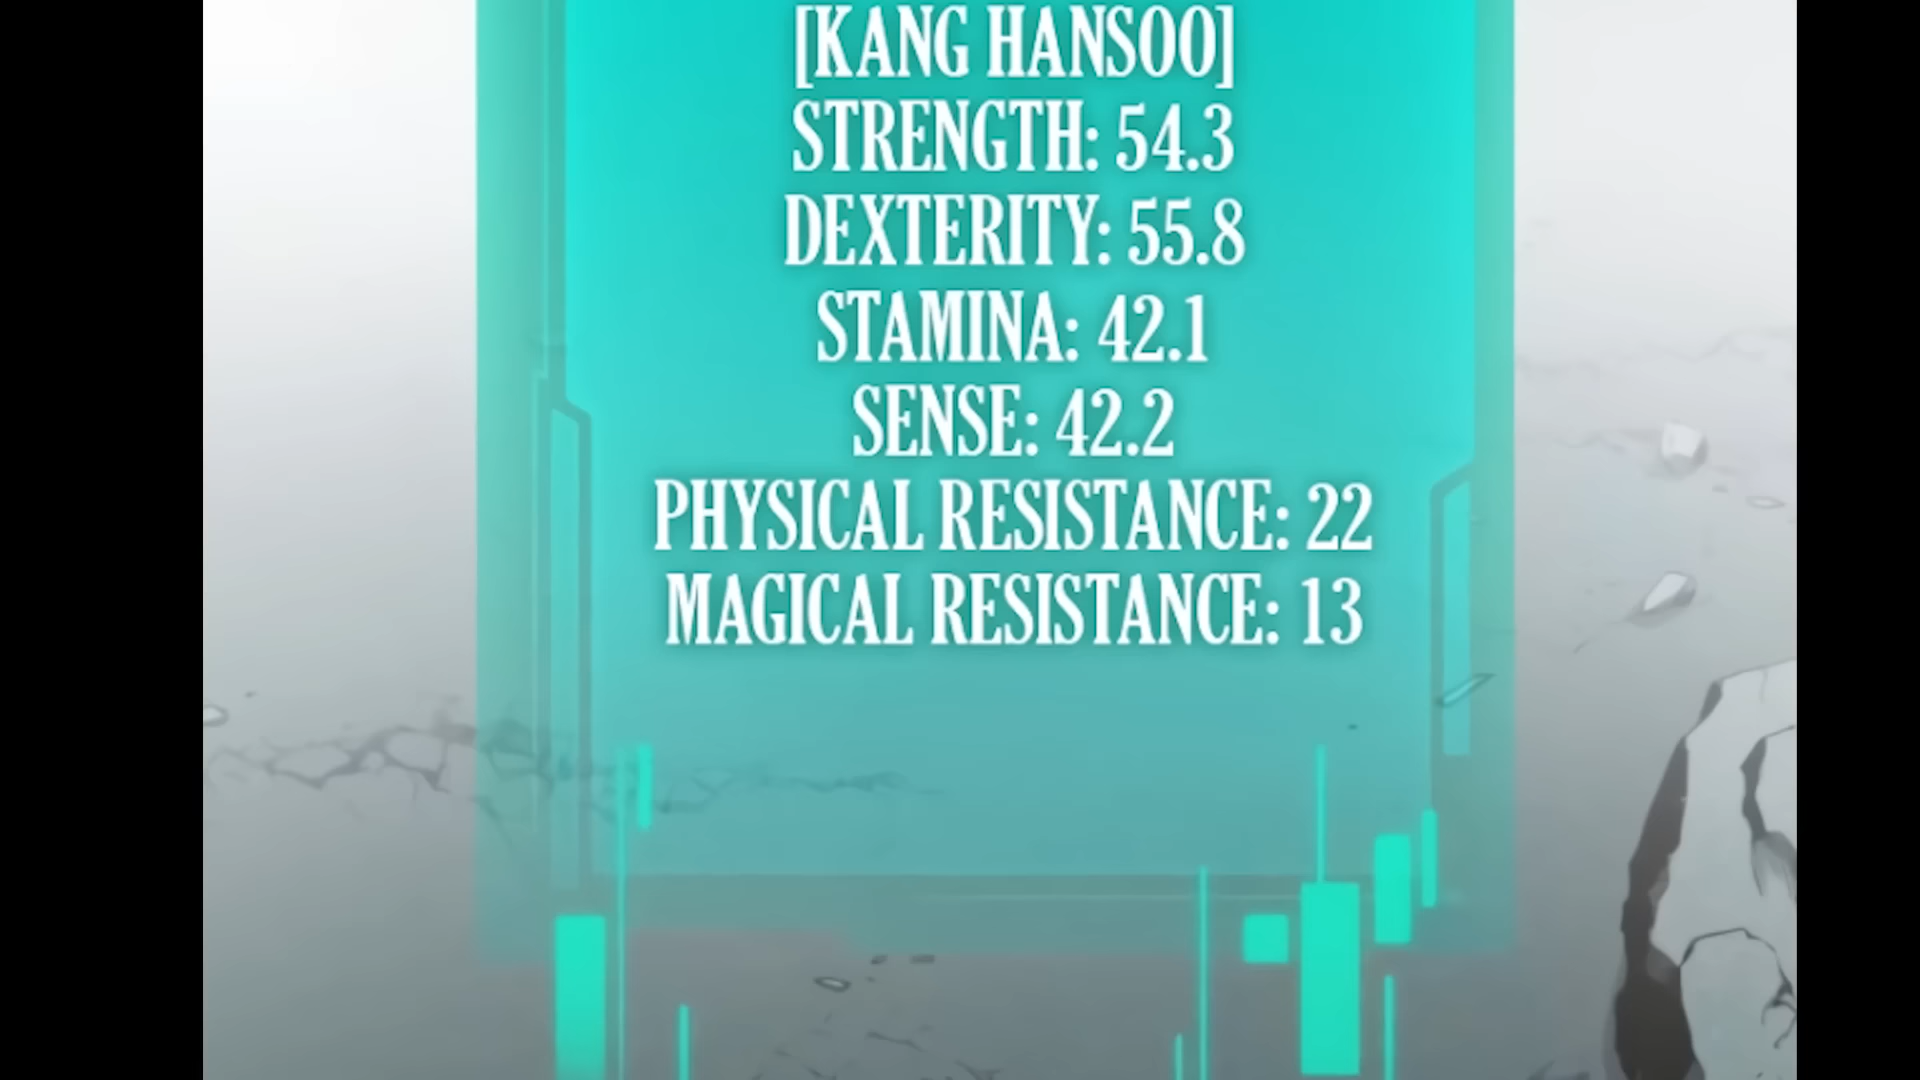 [KANG HANSOO]
STRENGTH: 54.3
DEXTERITY: 55.8
STAMINA: 42.1
SENSE: 42.2
PHYSICAL RESISTANCE: 22
MAGICAL RESISTANCE: 13